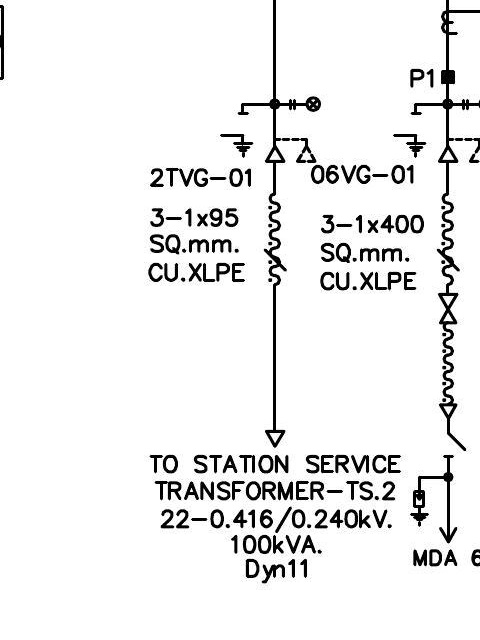 P1
2TVG-01
06VG-01
3-1x95
SQ.mm.
CU.XLPE
3-1x400
SQ.mm.
CU.XLPE
TO STATION SERVICE
TRANSFORMER-TS.2
22-0.416/0.240kV.
100kVA.
Dyn11
MDA 6